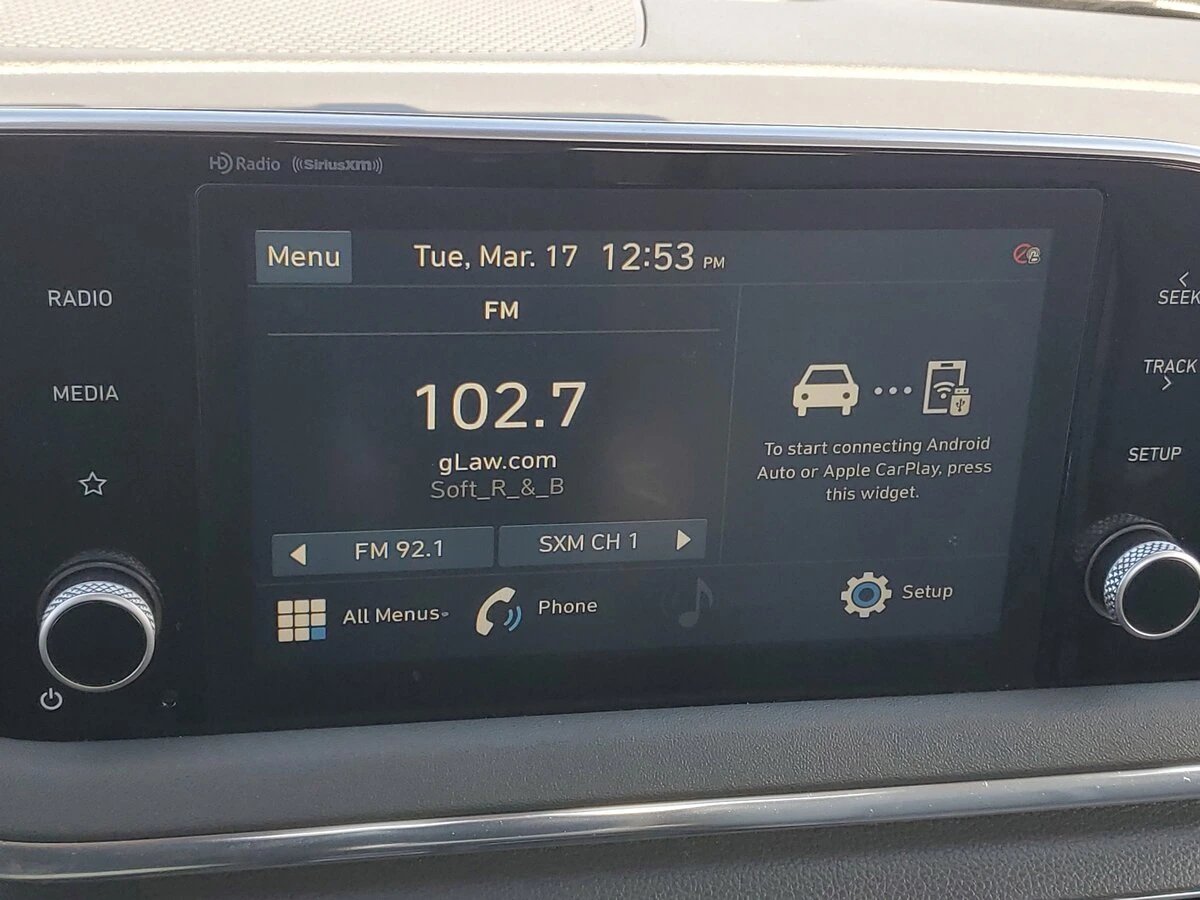 HD Radio ((SiriusXM))
Menu Tue, Mar. 17 12:53 PM
RADIO
SEEK
FM
MEDIA
TRACK
102.7
gLaw.com
Soft_R_&_B
To start connecting Android
Auto or Apple CarPlay, press
this widget.
SETUP
FM 92.1 SXM CH 1
All Menus Phone Setup